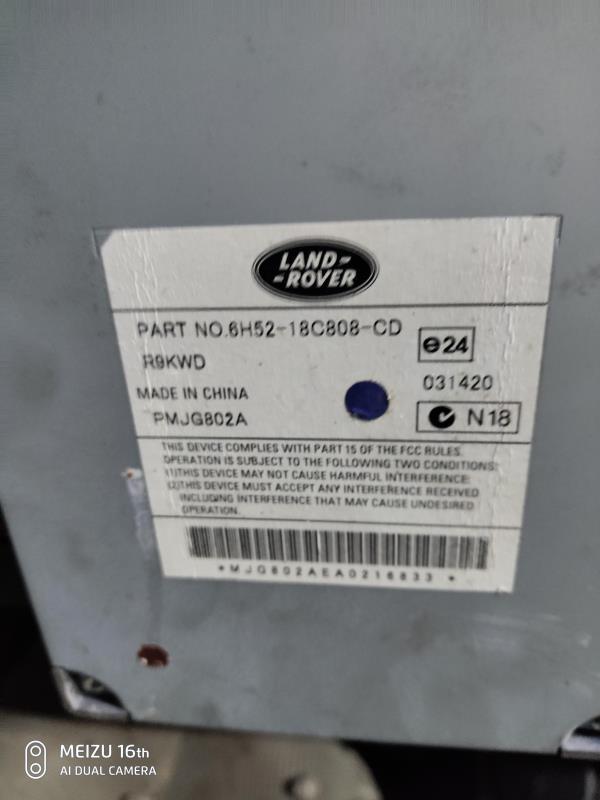 LAND-
-ROVER
PART NO.6H52-18C808-CD
e24
R9KWD
031420
MADE IN CHINA
PMJG802A
N18
THIS DEVICE COMPLIES WITH PART 15 OF THE FCC RULES.
OPERATION IS SUBJECT TO THE FOLLOWING TWO CONDITIONS:
(1)THIS DEVICE MAY NOT CAUSE HARMFUL INTERFERENCE.
(2)THIS DEVICE MUST ACCEPT ANY INTERFERENCE RECEIVED
INCLUDING INTERFERENCE THAT MAY CAUSE UNDESIRED
OPERATION.
*MJG802AEA0216833*
MEIZU 16th
AI DUAL CAMERA